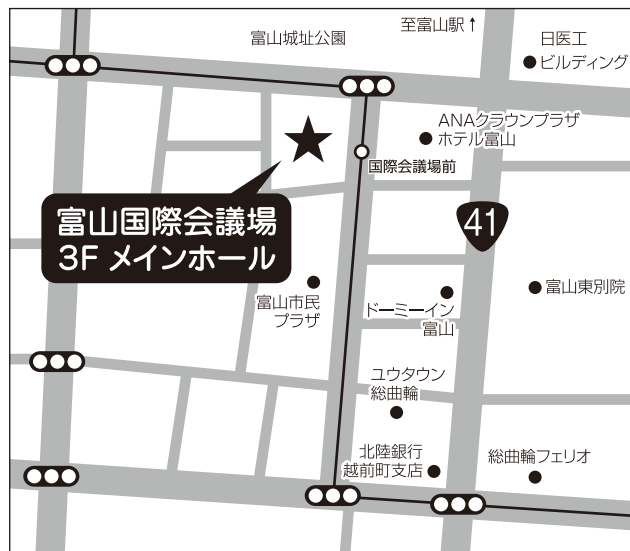 至富山駅↑
富山城址公園
日医工
ビルディング
ANAクラウンプラザ
ホテル富山
国際会議場前
富山国際会議場
3F メインホール
41
富山市民
プラザ
ドーミーイン
富山
富山東別院
ユウタウン
総曲輪
北陸銀行
越前町支店
総曲輪フェリオ